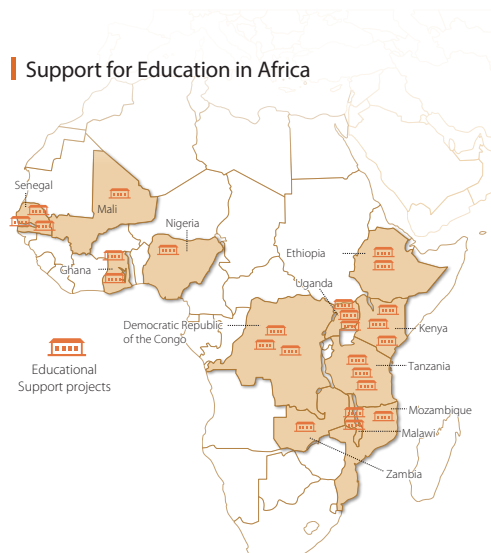 Support for Education in Africa
Senegal
Mali
Nigeria
Ghana
Ethiopia
Uganda
Democratic Republic
of the Congo
Kenya
Tanzania
Mozambique
Malawi
Zambia
Educational
Support projects